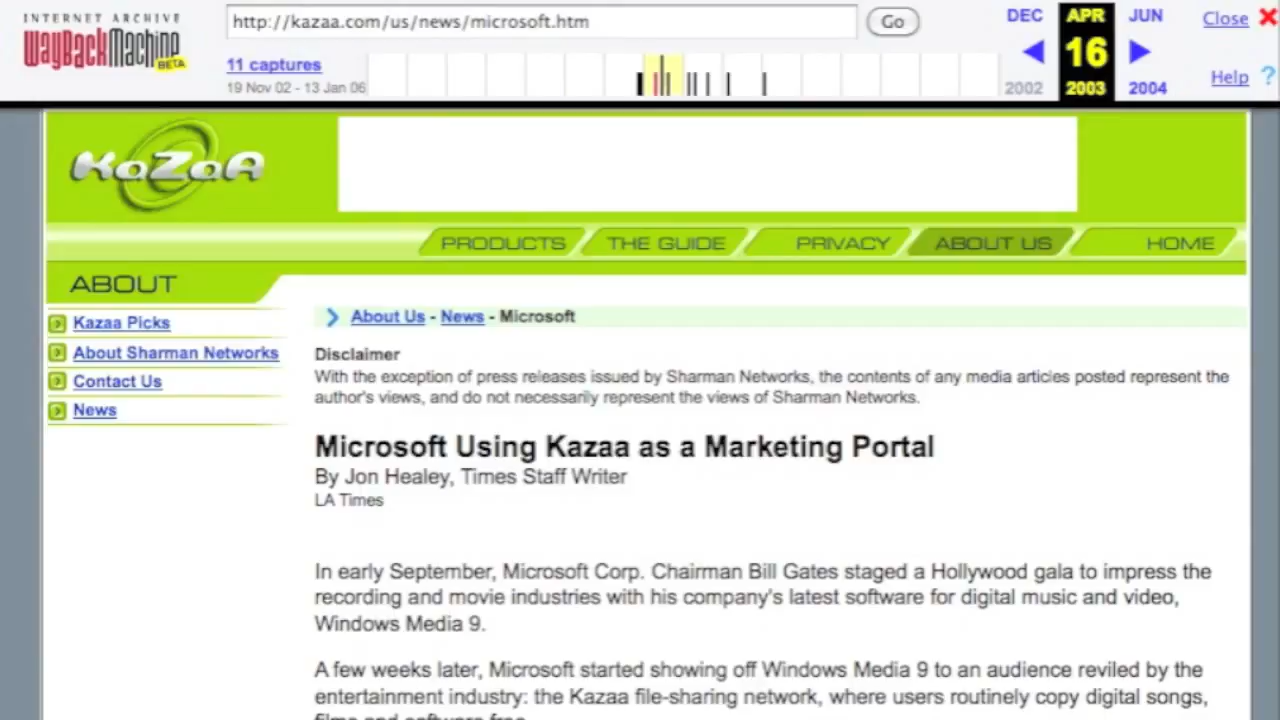 INTERNET ARCHIVE
WayBackMachine
BETA
http://kazaa.com/us/news/microsoft.htm
Go
11 captures
19 Nov 02 - 13 Jan 06
DEC APR JUN
16
2002 2003 2004
Close
Help ?
KaZaA
PRODUCTS THE GUIDE PRIVACY ABOUT US HOME
ABOUT
Kazaa Picks
About Sharman Networks
Contact Us
News
About Us - News - Microsoft
Disclaimer
With the exception of press releases issued by Sharman Networks, the contents of any media articles posted represent the
author's views, and do not necessarily represent the views of Sharman Networks.
Microsoft Using Kazaa as a Marketing Portal
By Jon Healey, Times Staff Writer
LA Times
In early September, Microsoft Corp. Chairman Bill Gates staged a Hollywood gala to impress the
recording and movie industries with his company's latest software for digital music and video,
Windows Media 9.
A few weeks later, Microsoft started showing off Windows Media 9 to an audience reviled by the
entertainment industry: the Kazaa file-sharing network, where users routinely copy digital songs,
films and software free.